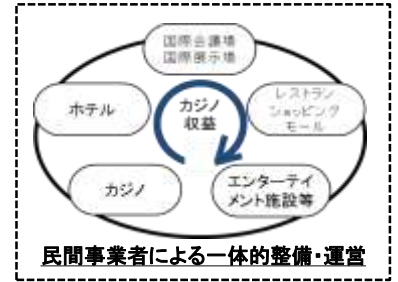 国際会議場
国際展示場
ホテル
カジノ
収益
レストラン
ショッピング
モール
カジノ
エンターテイ
メント施設等
民間事業者による一体的整備・運営